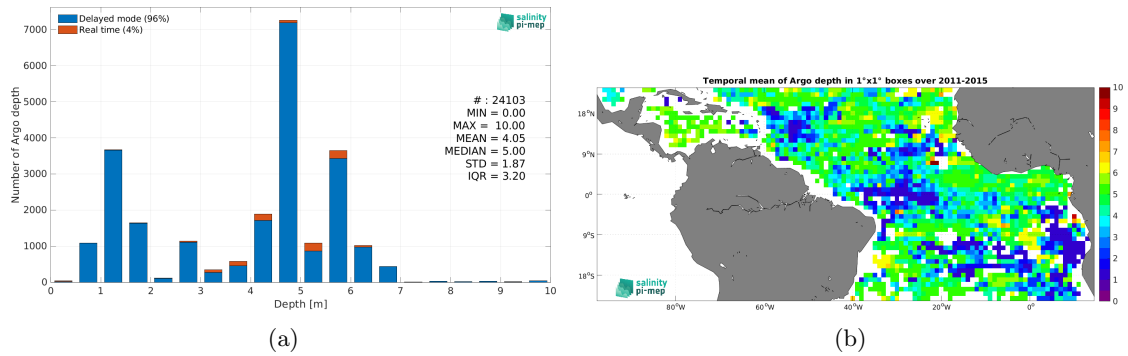 Delayed mode (96%)
Real time (4%)
salinity
pi-mep
# : 24103
MIN = 0.00
MAX = 10.00
MEAN = 4.05
MEDIAN = 5.00
STD = 1.87
IQR = 3.20
Number of Argo depth
7000
6000
5000
4000
3000
2000
1000
0
0 1 2 3 4 5 6 7 8 9 10
Depth [m]
(a)
Temporal mean of Argo depth in 1°x1° boxes over 2011-2015
18°N
9°N
0°
9°S
18°S
80°W 60°W 40°W 20°W 0°
salinity
pi-mep
10
9
8
7
6
5
4
3
2
1
0
(b)